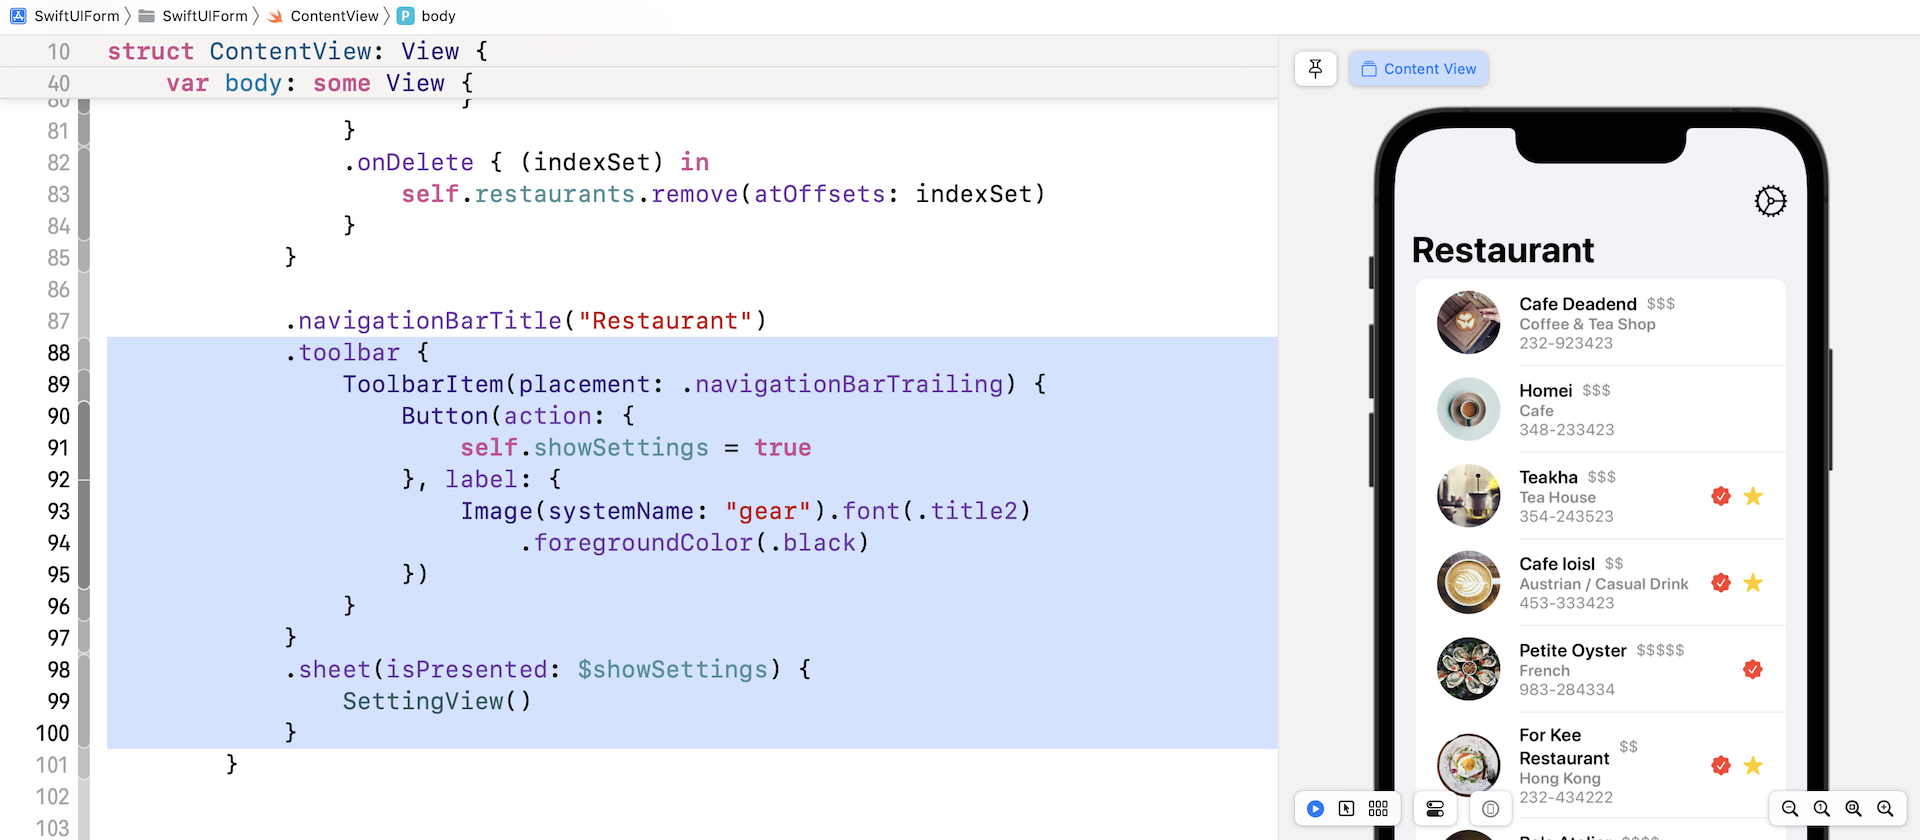 SwiftUIForm SwiftUIForm ContentView P body
10 struct ContentView: View {
40 var body: some View {
80 }
81 }
82 .onDelete { (indexSet) in
83 self.restaurants.remove(atOffsets: indexSet)
84 }
85 }
86
87 .navigationBarTitle("Restaurant")
88 .toolbar {
89 ToolbarItem(placement: .navigationBarTrailing) {
90 Button(action: {
91 self.showSettings = true
92 }, label: {
93 Image(systemName: "gear").font(.title2)
94 .foregroundColor(.black)
95 })
96 }
97 }
98 .sheet(isPresented: $showSettings) {
99 SettingView()
100 }
101 }
102
103
Content View
Restaurant
Cafe Deadend $$$
Coffee & Tea Shop
232-923423
Homei $$$
Cafe
348-233423
Teakha $$$
Tea House
354-243523
Cafe loisl $$
Austrian / Casual Drink
453-333423
Petite Oyster $$$$$
French
983-284334
For Kee
Restaurant $$
Hong Kong
232-434222